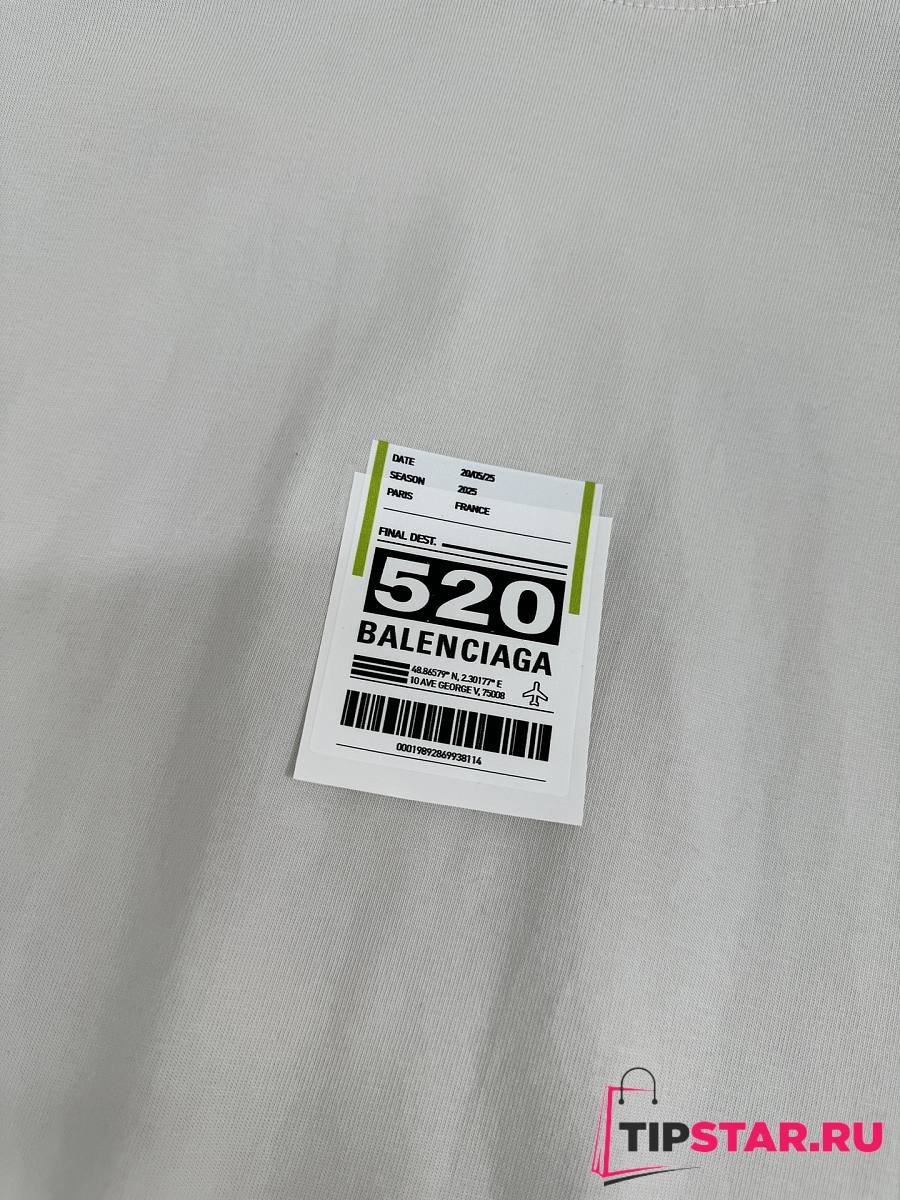 DATE 20/05/25
SEASON 2025
PARIS FRANCE
FINAL DEST.
520
BALENCIAGA
48.86579° N, 2.30177° E
10 AVE GEORGE V, 75008
00019892869938114
TIPSTAR.RU